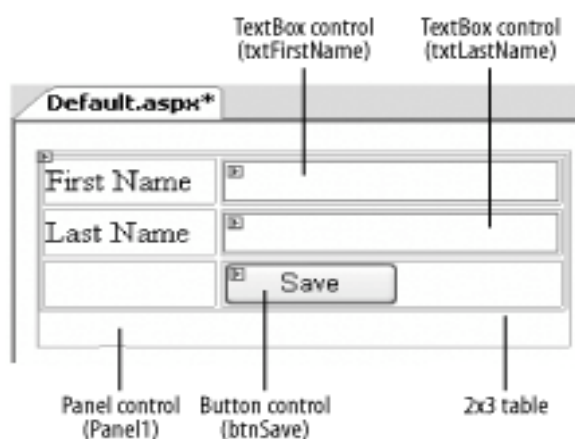 TextBox control
(txtFirstName)
TextBox control
(txtLastName)
Default.aspx*
First Name
Last Name
Save
Panel control
(Panel1)
Button control
(btnSave)
2x3 table